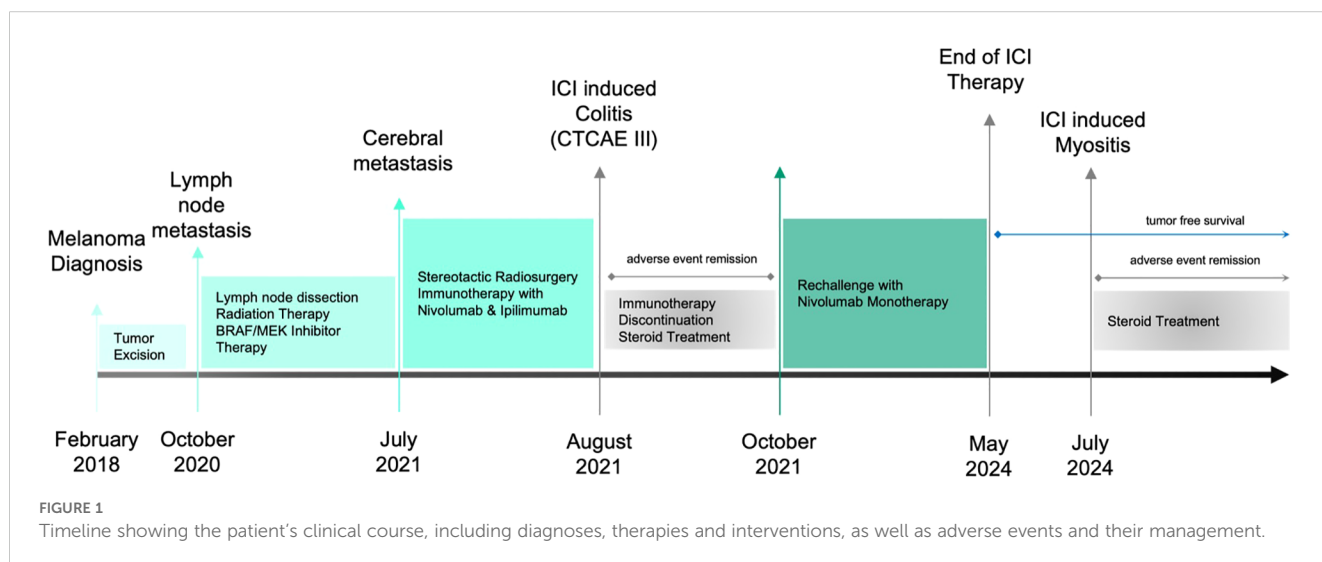 Melanoma
Diagnosis
Lymph
node
metastasis
Cerebral
metastasis
ICI induced
Colitis
(CTCAE III)
End of ICI
Therapy
ICI induced
Myositis
Tumor
Excision
Lymph node dissection
Radiation Therapy
BRAF/MEK Inhibitor
Therapy
Stereotactic Radiosurgery
Immunotherapy with
Nivolumab & Ipilimumab
adverse event remission
Immunotherapy
Discontinuation
Steroid Treatment
Rechallenge with
Nivolumab Monotherapy
tumor free survival
adverse event remission
Steroid Treatment
February
2018
October
2020
July
2021
August
2021
October
2021
May
2024
July
2024
FIGURE 1
Timeline showing the patient's clinical course, including diagnoses, therapies and interventions, as well as adverse events and their management.